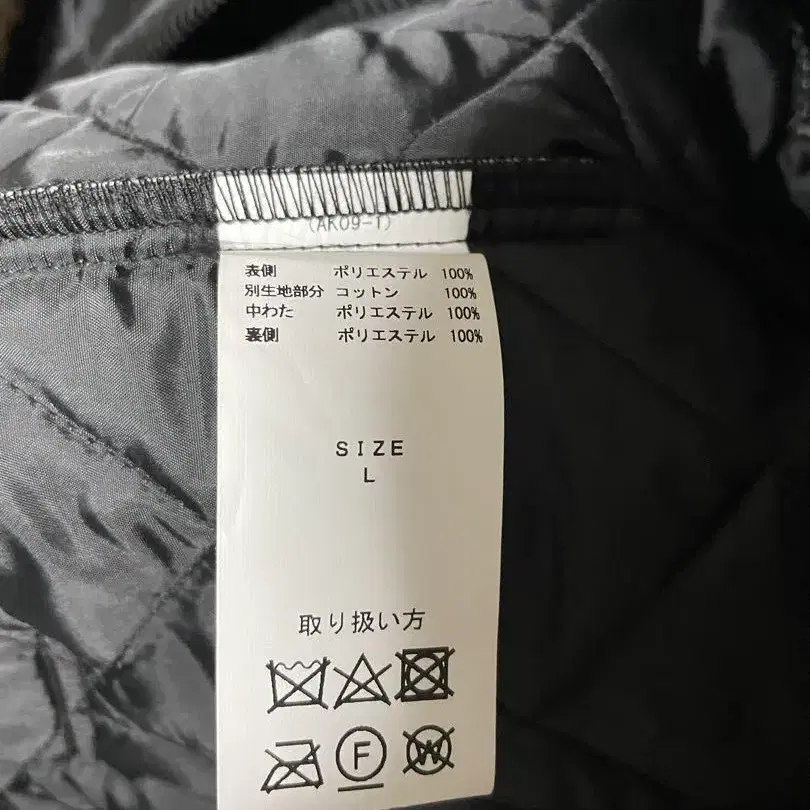 (AK09-1)
表側 ポリエステル 100%
別生地部分 コットン 100%
中わた ポリエステル 100%
裏側 ポリエステル 100%
SIZE
L
取り扱い方
F
W